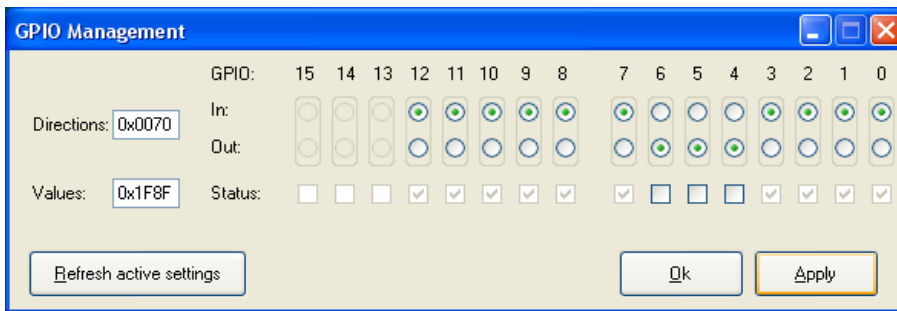 GPIO Management
GPIO: 15 14 13 12 11 10 9 8 7 6 5 4 3 2 1 0
Directions: 0x0070 In:
Out:
Values: 0x1F8F Status:
Refresh active settings Ok Apply